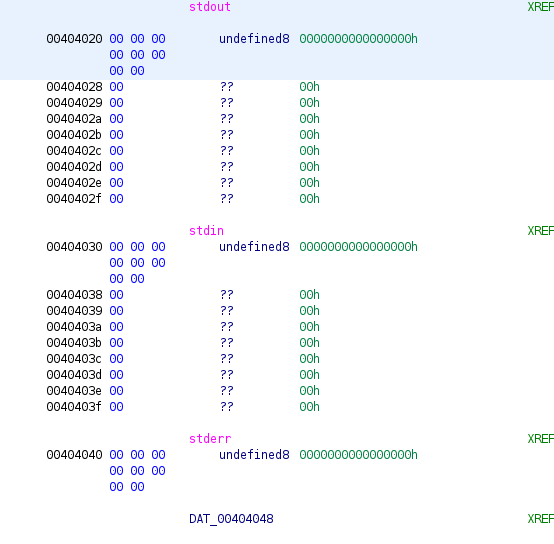 stdout XREF
00404020 00 00 00 undefined8 0000000000000000h
00 00 00
00 00
00404028 00 ?? 00h
00404029 00 ?? 00h
0040402a 00 ?? 00h
0040402b 00 ?? 00h
0040402c 00 ?? 00h
0040402d 00 ?? 00h
0040402e 00 ?? 00h
0040402f 00 ?? 00h
stdin XREF
00404030 00 00 00 undefined8 0000000000000000h
00 00 00
00 00
00404038 00 ?? 00h
00404039 00 ?? 00h
0040403a 00 ?? 00h
0040403b 00 ?? 00h
0040403c 00 ?? 00h
0040403d 00 ?? 00h
0040403e 00 ?? 00h
0040403f 00 ?? 00h
stderr XREF
00404040 00 00 00 undefined8 0000000000000000h
00 00 00
00 00
DAT_00404048 XREF